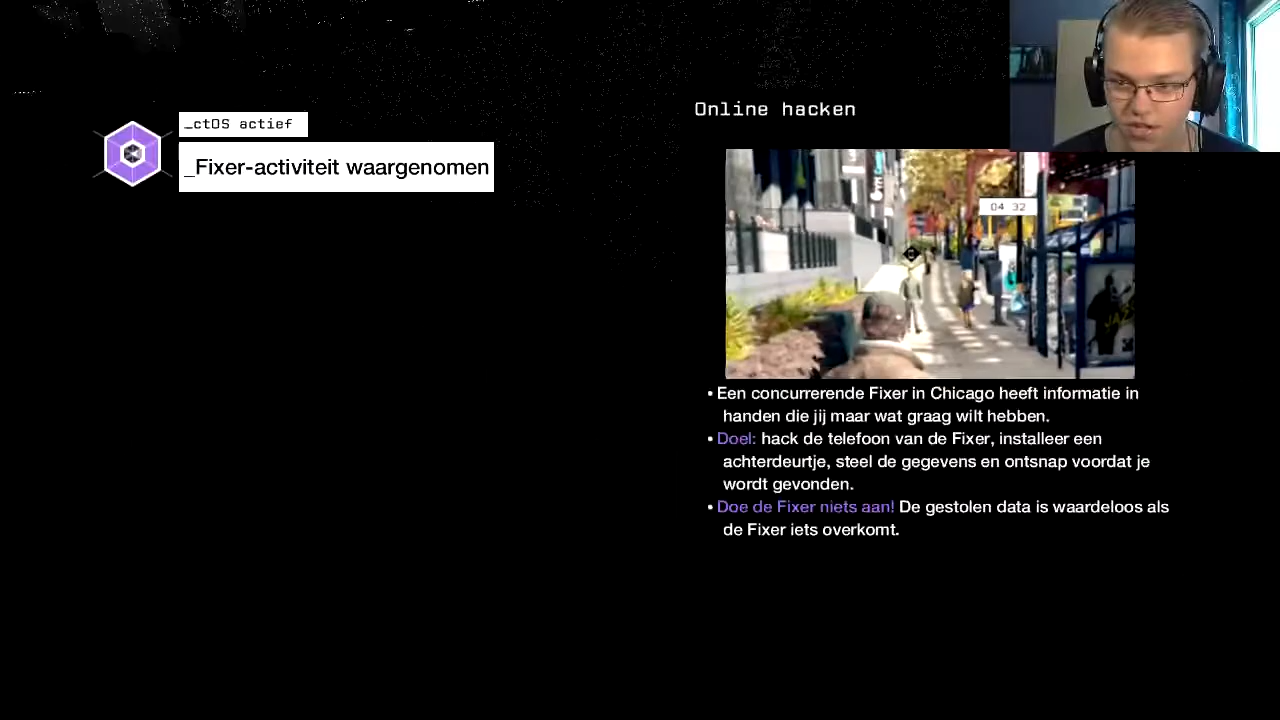 _ctOS actief
_Fixer-activiteit waargenomen
Online hacken
04 32
JAZZ
• Een concurrerende Fixer in Chicago heeft informatie in
handen die jij maar wat graag wilt hebben.
• Doel: hack de telefoon van de Fixer, installeer een
achterdeurtje, steel de gegevens en ontsnap voordat je
wordt gevonden.
• Doe de Fixer niets aan! De gestolen data is waardeloos als
de Fixer iets overkomt.